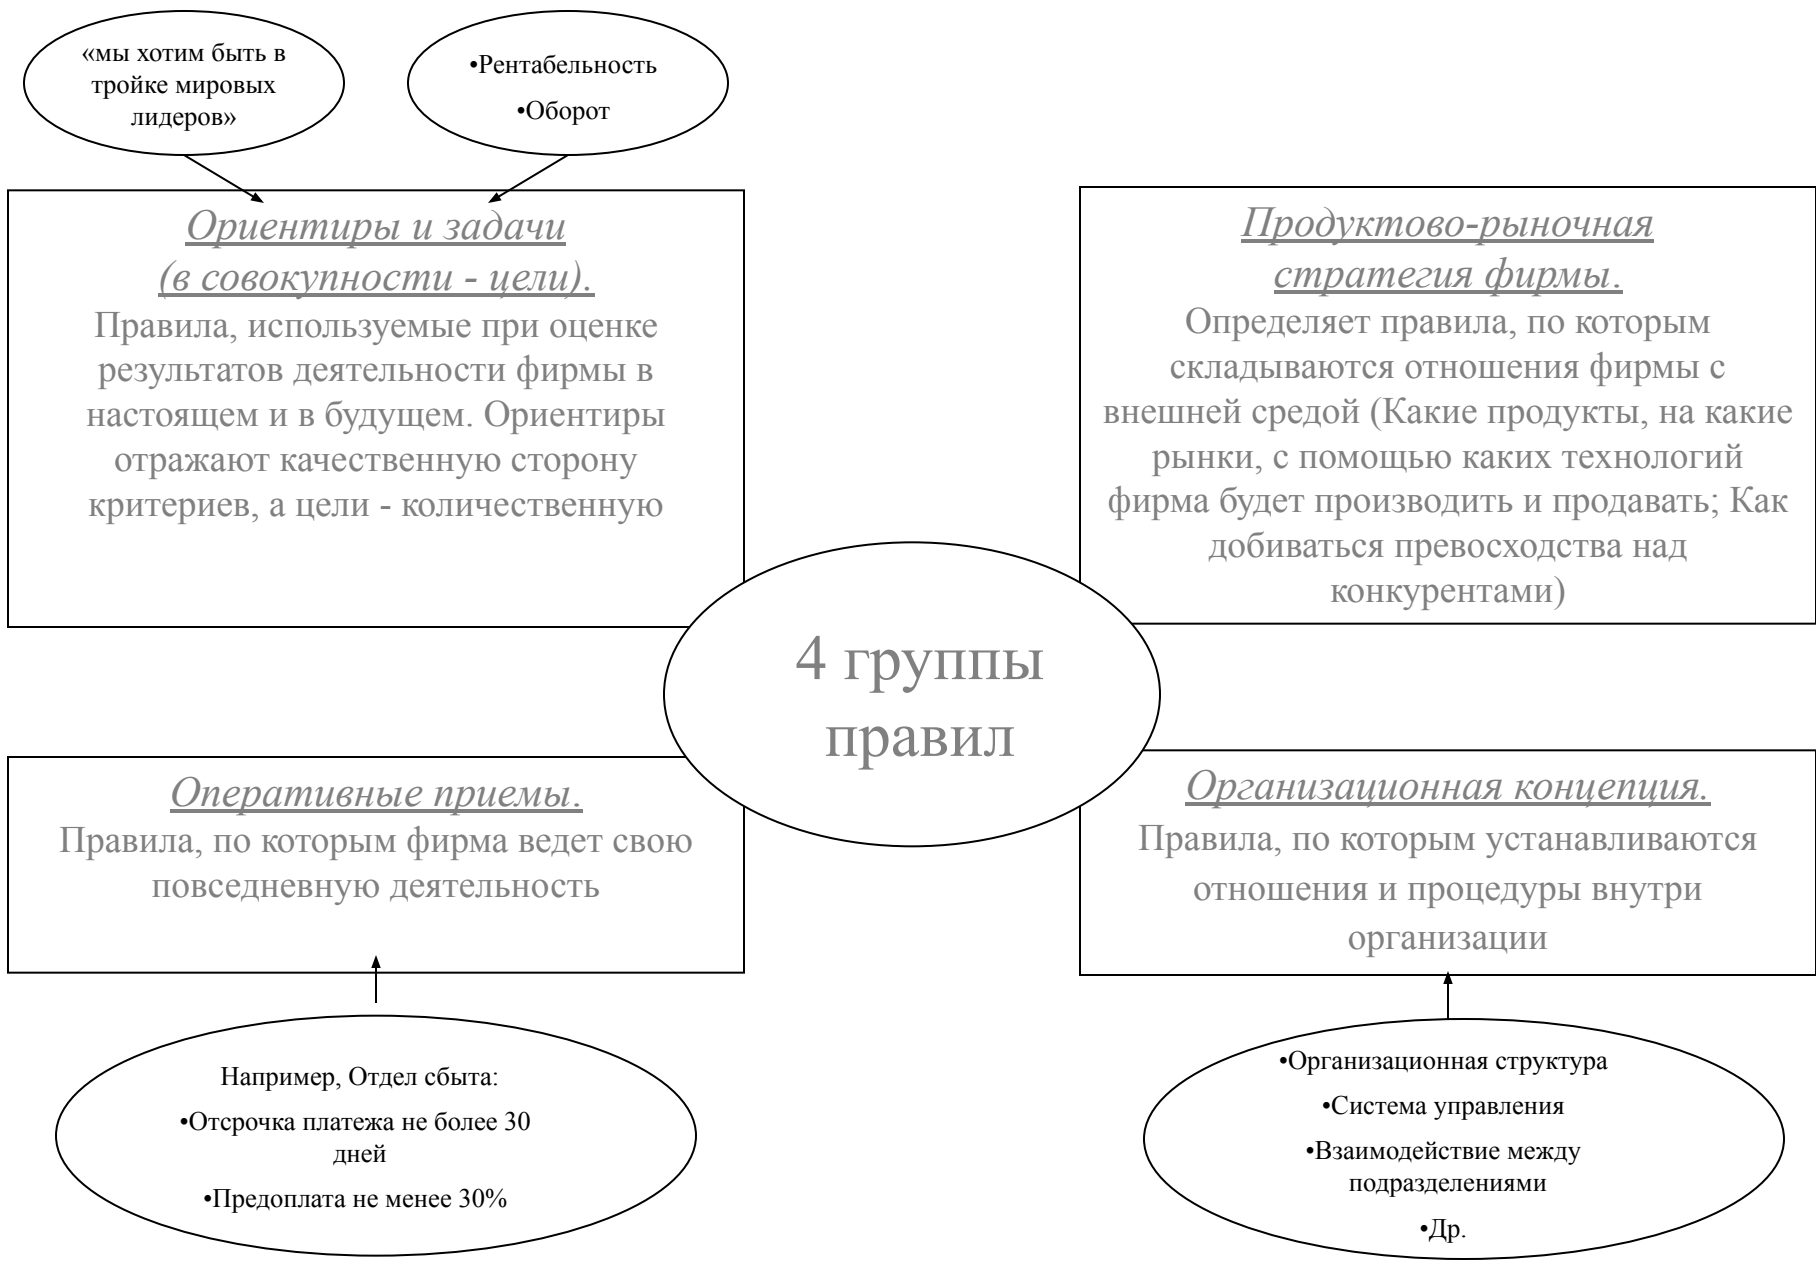 «мы хотим быть в
тройке мировых
лидеров»
•Рентабельность
•Оборот
Ориентиры и задачи
(в совокупности - цели).
Правила, используемые при оценке
результатов деятельности фирмы в
настоящем и в будущем. Ориентиры
отражают качественную сторону
критериев, а цели - количественную
Продуктово-рыночная
стратегия фирмы.
Определяет правила, по которым
складываются отношения фирмы с
внешней средой (Какие продукты, на какие
рынки, с помощью каких технологий
фирма будет производить и продавать; Как
добиваться превосходства над
конкурентами)
4 группы
правил
Оперативные приемы.
Правила, по которым фирма ведет свою
повседневную деятельность
Организационная концепция.
Правила, по которым устанавливаются
отношения и процедуры внутри
организации
Например, Отдел сбыта:
•Отсрочка платежа не более 30
дней
•Предоплата не менее 30%
•Организационная структура
•Система управления
•Взаимодействие между
подразделениями
•Др.